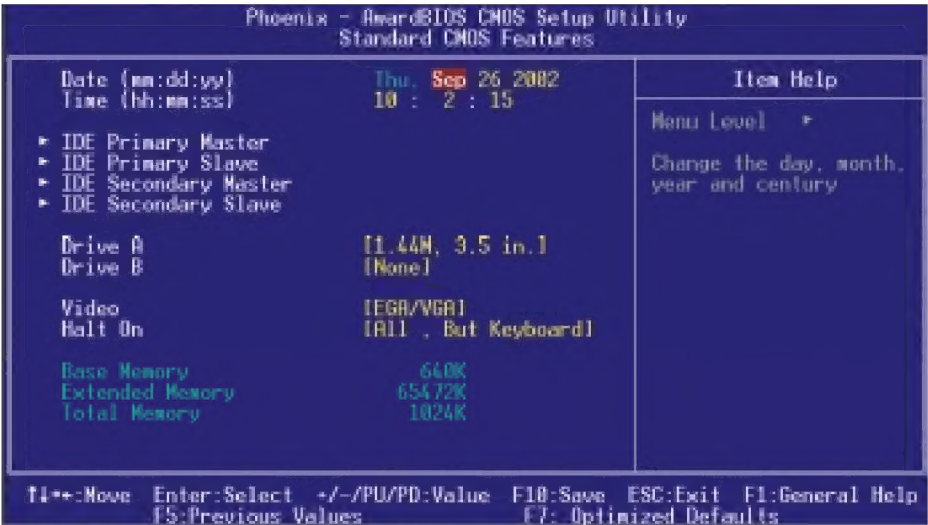 Phoenix - AwardBIOS CMOS Setup Utility
Standard CMOS Features
Date (mm:dd:yy) Thu, Sep 26 2002
Time (hh:mm:ss) 10 : 2 : 15
► IDE Primary Master
► IDE Primary Slave
► IDE Secondary Master
► IDE Secondary Slave
Drive A [1.44M, 3.5 in.]
Drive B [None]
Video [EGA/VGA]
Halt On [All , But Keyboard]
Base Memory 640K
Extended Memory 65472K
Total Memory 1024K
Item Help
Menu Level ►
Change the day, month,
year and century
↑↓→←:Move Enter:Select +/-/PU/PD:Value F10:Save ESC:Exit F1:General Help
F5:Previous Values F7: Optimized Defaults